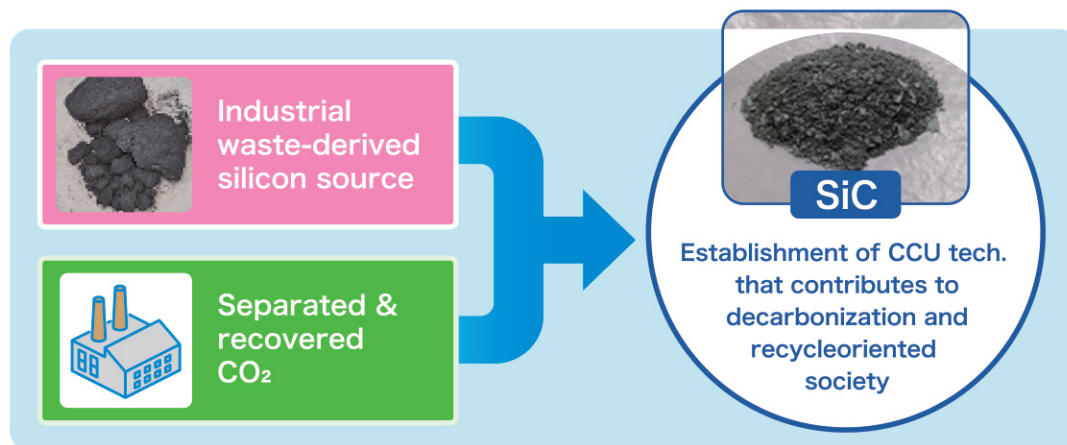 Industrial
waste-derived
silicon source
Separated &
recovered
CO₂
SiC
Establishment of CCU tech.
that contributes to
decarbonization and
recycleoriented
society